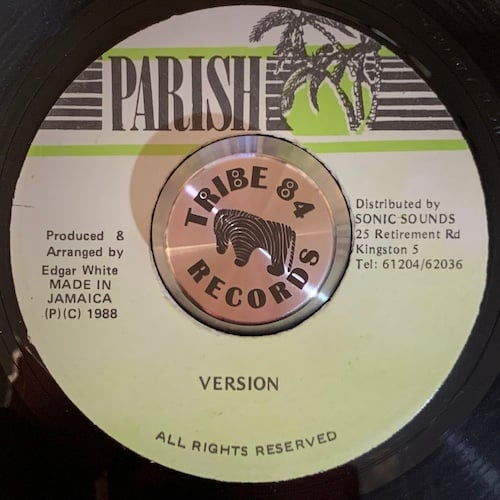 PARISH
TRIBE 84
RECORDS
Produced &
Arranged by
Edgar White
MADE IN
JAMAICA
(P)(C) 1988
Distributed by
SONIC SOUNDS
25 Retirement Rd
Kingston 5
Tel: 61204/62036
VERSION
ALL RIGHTS RESERVED